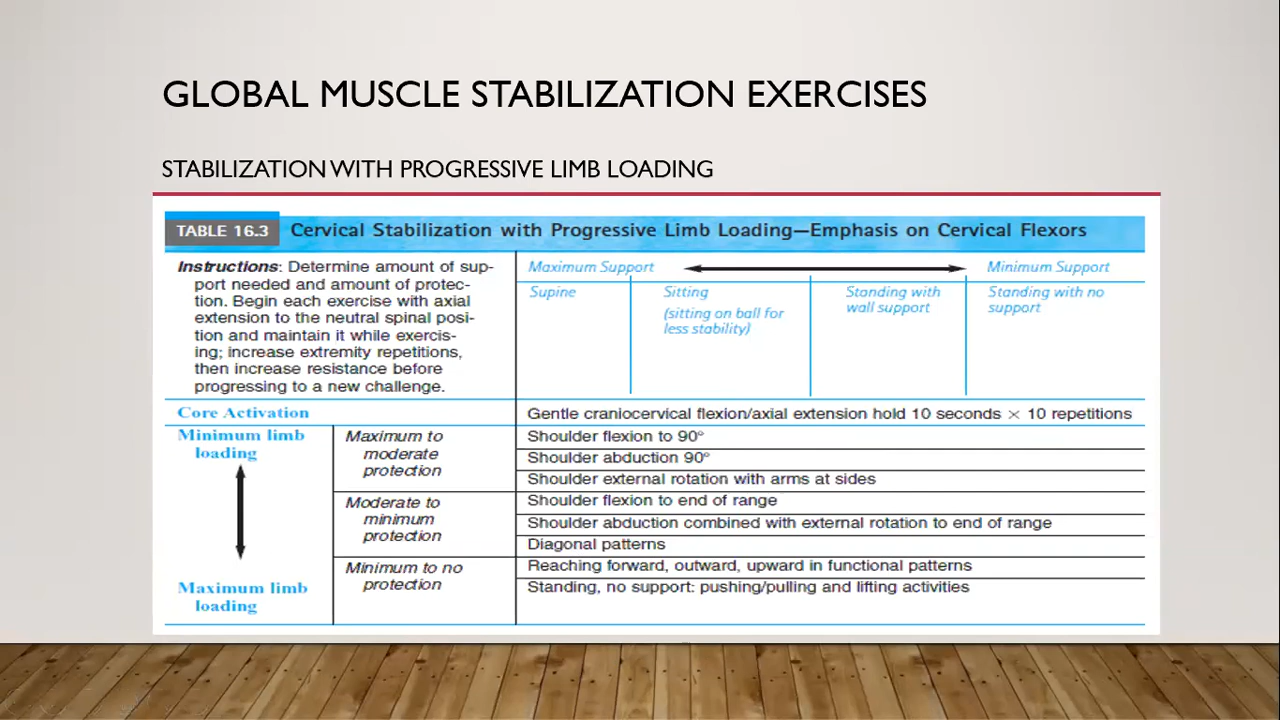 GLOBAL MUSCLE STABILIZATION EXERCISES
STABILIZATION WITH PROGRESSIVE LIMB LOADING
TABLE 16.3 Cervical Stabilization with Progressive Limb Loading—Emphasis on Cervical Flexors
Instructions: Determine amount of sup-
port needed and amount of protec-
tion. Begin each exercise with axial
extension to the neutral spinal posi-
tion and maintain it while exercis-
ing; increase extremity repetitions,
then increase resistance before
progressing to a new challenge.
Maximum Support
Minimum Support
Supine
Sitting
(sitting on ball for
less stability)
Standing with
wall support
Standing with no
support
Core Activation
Gentle craniocervical flexion/axial extension hold 10 seconds × 10 repetitions
Minimum limb
loading
Maximum to
moderate
protection
Shoulder flexion to 90°
Shoulder abduction 90°
Shoulder external rotation with arms at sides
Moderate to
minimum
protection
Shoulder flexion to end of range
Shoulder abduction combined with external rotation to end of range
Diagonal patterns
Maximum limb
loading
Minimum to no
protection
Reaching forward, outward, upward in functional patterns
Standing, no support: pushing/pulling and lifting activities